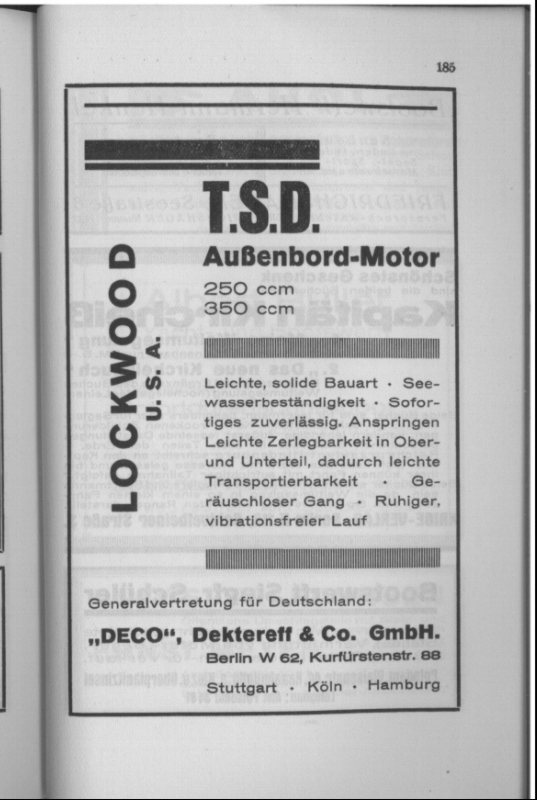 185
T.S.D.
Außenbord-Motor
250 ccm
350 ccm
LOCKWOOD
U.S.A.
Leichte, solide Bauart · See-
wasserbeständigkeit · Sofor-
tiges zuverlässig. Anspringen
Leichte Zerlegbarkeit in Ober-
und Unterteil, dadurch leichte
Transportierbarkeit · Ge-
räuschloser Gang · Ruhiger,
vibrationsfreier Lauf
Generalvertretung für Deutschland:
„DECO“, Dektereff & Co. GmbH.
Berlin W 62, Kurfürstenstr. 88
Stuttgart · Köln · Hamburg